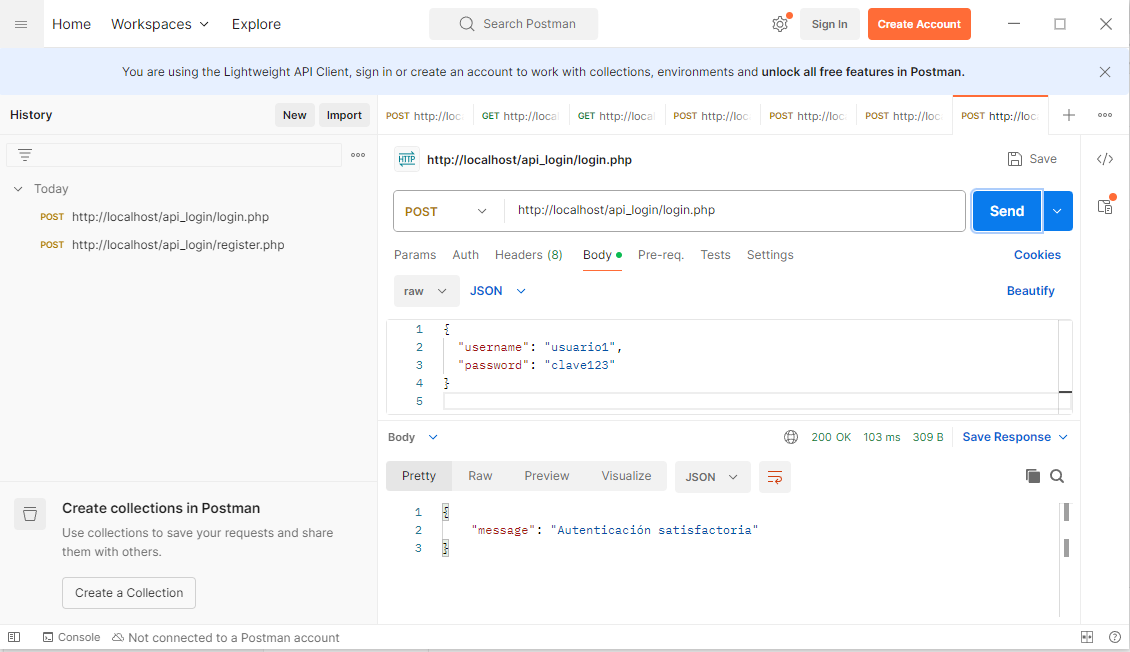 Home Workspaces Explore Search Postman Sign In Create Account
You are using the Lightweight API Client, sign in or create an account to work with collections, environments and unlock all free features in Postman.
History New Import
POST http://loc GET http://local GET http://local POST http://loc POST http://loc POST http://loc POST http://loc
HTTP http://localhost/api_login/login.php Save
Today
POST http://localhost/api_login/login.php
POST http://localhost/api_login/register.php
POST http://localhost/api_login/login.php Send
Params Auth Headers (8) Body Pre-req. Tests Settings Cookies
raw JSON Beautify
1 {
2 "username": "usuario1",
3 "password": "clave123"
4 }
5
Body 200 OK 103 ms 309 B Save Response
Pretty Raw Preview Visualize JSON
1 {
2 "message": "Autenticación satisfactoria"
3 }
Create collections in Postman
Use collections to save your requests and share
them with others.
Create a Collection
Console Not connected to a Postman account